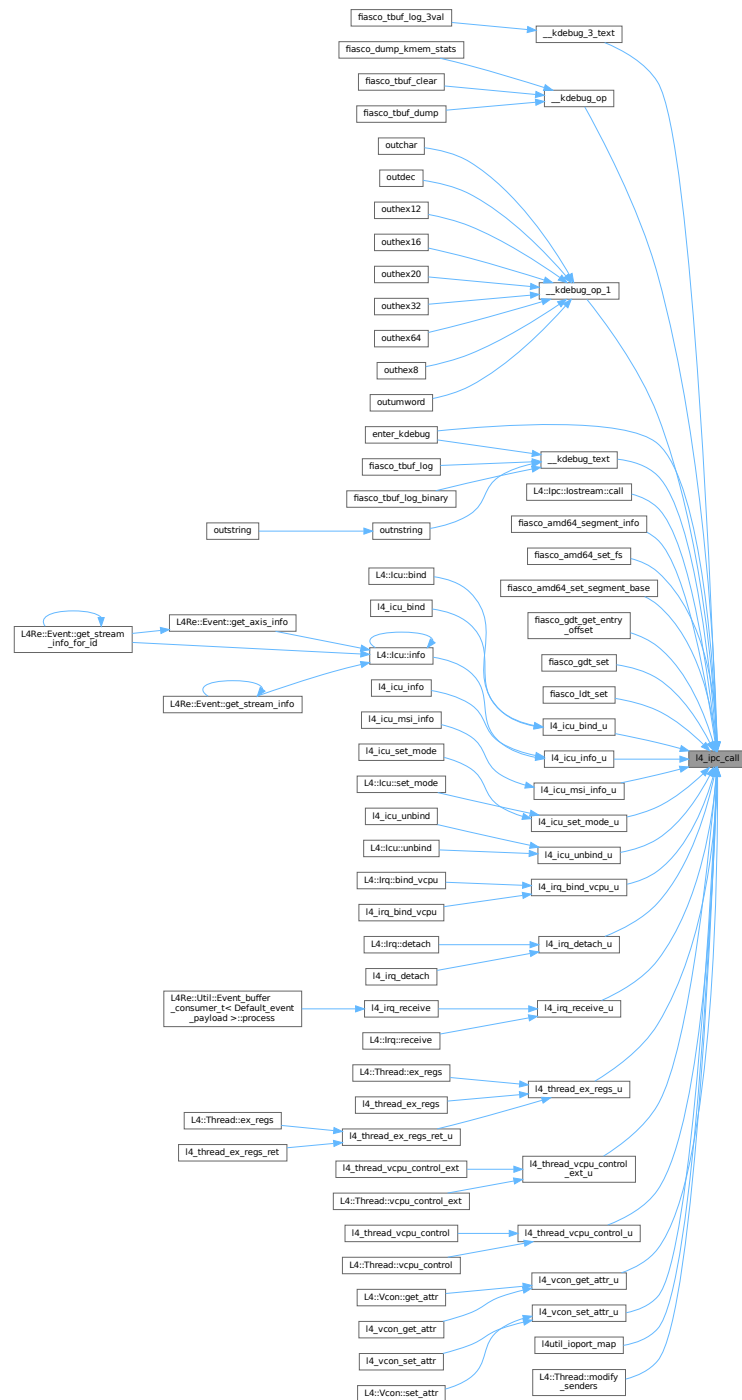 fiasco_tbuf_log_3val
__kdebug_3_text
fiasco_dump_kmem_stats
fiasco_tbuf_clear
__kdebug_op
fiasco_tbuf_dump
outchar
outdec
outhex12
outhex16
outhex20
__kdebug_op_1
outhex32
outhex64
outhex8
outumword
enter_kdebug
__kdebug_text
fiasco_tbuf_log
L4::Ipc::Iostream::call
fiasco_tbuf_log_binary
fiasco_amd64_segment_info
outstring
outnstring
fiasco_amd64_set_fs
L4::Icu::bind
fiasco_amd64_set_segment_base
l4_icu_bind
fiasco_gdt_get_entry
_offset
L4Re::Event::get_axis_info
L4Re::Event::get_stream
_info_for_id
L4::Icu::info
fiasco_gdt_set
l4_icu_info
fiasco_ldt_set
L4Re::Event::get_stream_info
l4_icu_msi_info
l4_icu_bind_u
l4_icu_set_mode
l4_icu_info_u
l4_ipc_call
L4::Icu::set_mode
l4_icu_msi_info_u
l4_icu_unbind
l4_icu_set_mode_u
L4::Icu::unbind
l4_icu_unbind_u
L4::Irq::bind_vcpu
l4_irq_bind_vcpu_u
l4_irq_bind_vcpu
L4::Irq::detach
l4_irq_detach_u
l4_irq_detach
L4Re::Util::Event_buffer
_consumer_t< Default_event
_payload >::process
l4_irq_receive
l4_irq_receive_u
L4::Irq::receive
L4::Thread::ex_regs
l4_thread_ex_regs_u
l4_thread_ex_regs
L4::Thread::ex_regs
l4_thread_ex_regs_ret_u
l4_thread_ex_regs_ret
l4_thread_vcpu_control_ext
l4_thread_vcpu_control
_ext_u
L4::Thread::vcpu_control_ext
l4_thread_vcpu_control
l4_thread_vcpu_control_u
L4::Thread::vcpu_control
l4_vcon_get_attr_u
L4::Vcon::get_attr
l4_vcon_get_attr
l4_vcon_set_attr_u
l4util_ioport_map
l4_vcon_set_attr
L4::Thread::modify
_senders
L4::Vcon::set_attr